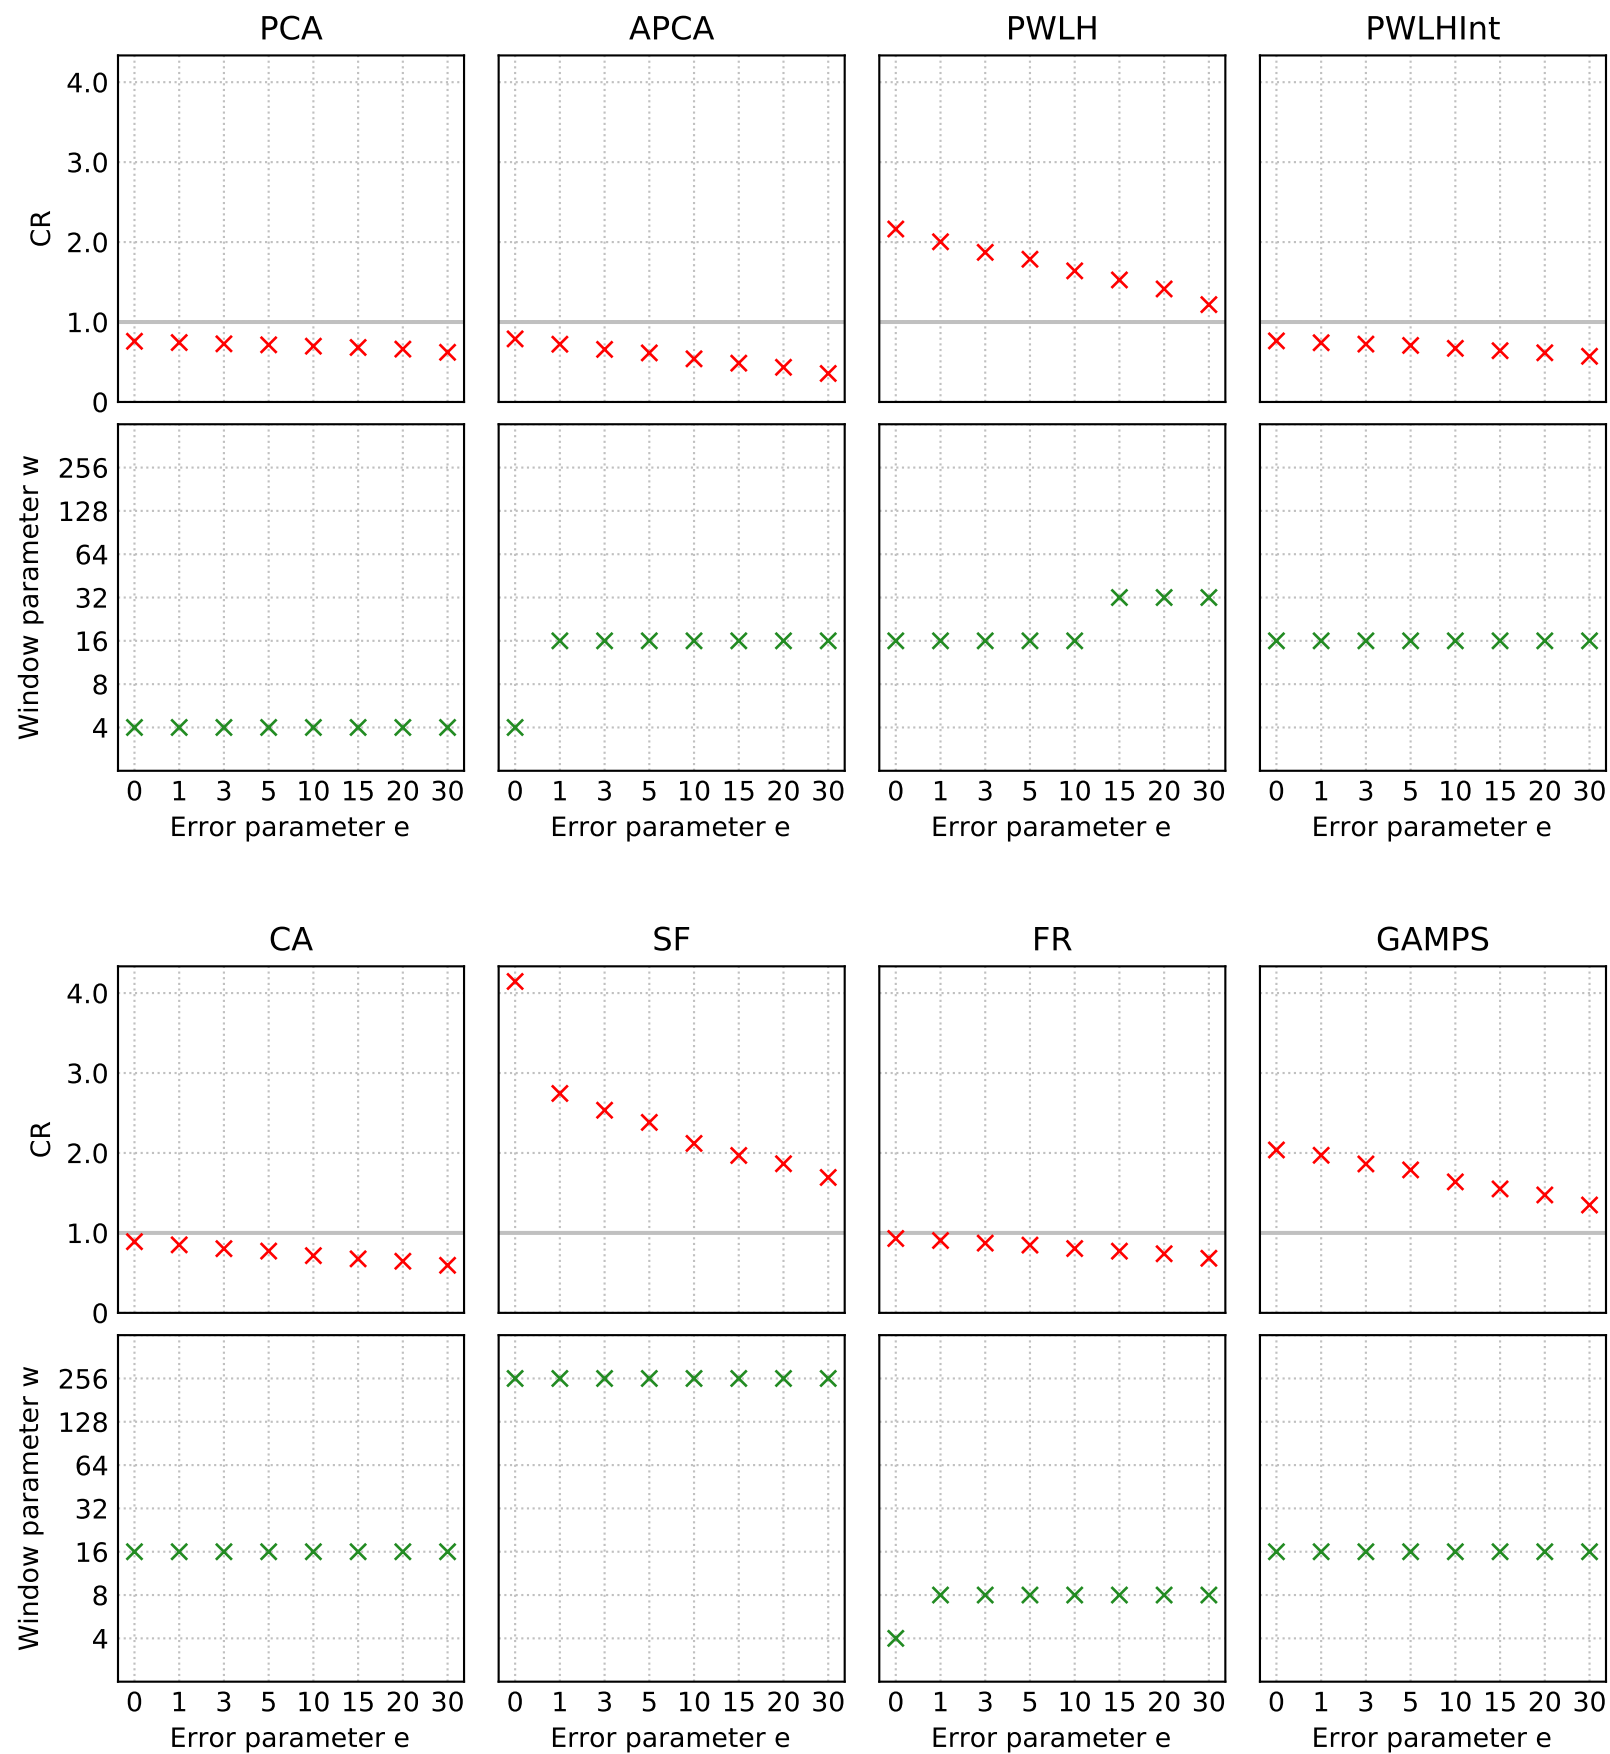 PCA APCA PWLH PWLHInt
4.0
3.0
2.0
1.0
0
CR
256
128
64
32
16
8
4
Window parameter w
0 1 3 5 10 15 20 30 0 1 3 5 10 15 20 30 0 1 3 5 10 15 20 30 0 1 3 5 10 15 20 30
Error parameter e Error parameter e Error parameter e Error parameter e
CA SF FR GAMPS
4.0
3.0
2.0
1.0
0
CR
256
128
64
32
16
8
4
Window parameter w
0 1 3 5 10 15 20 30 0 1 3 5 10 15 20 30 0 1 3 5 10 15 20 30 0 1 3 5 10 15 20 30
Error parameter e Error parameter e Error parameter e Error parameter e